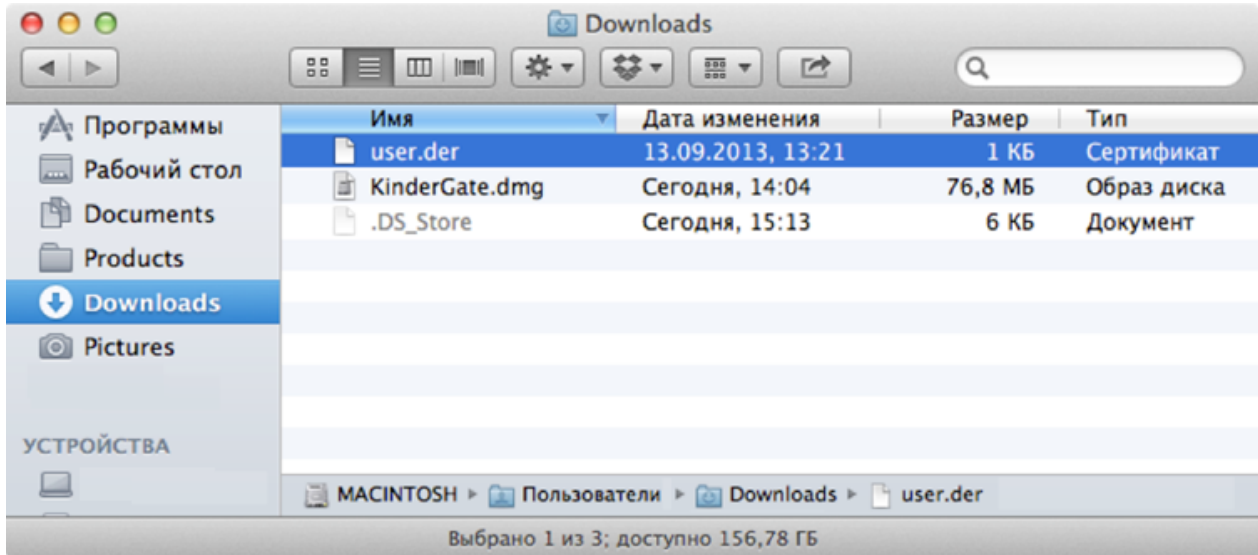 Downloads
Программы
Рабочий стол
Documents
Products
Downloads
Pictures
УСТРОЙСТВА
Имя Дата изменения Размер Тип
user.der 13.09.2013, 13:21 1 КБ Сертификат
KinderGate.dmg Сегодня, 14:04 76,8 МБ Образ диска
.DS_Store Сегодня, 15:13 6 КБ Документ
MACINTOSH ▸ Пользователи ▸ Downloads ▸ user.der
Выбрано 1 из 3; доступно 156,78 ГБ